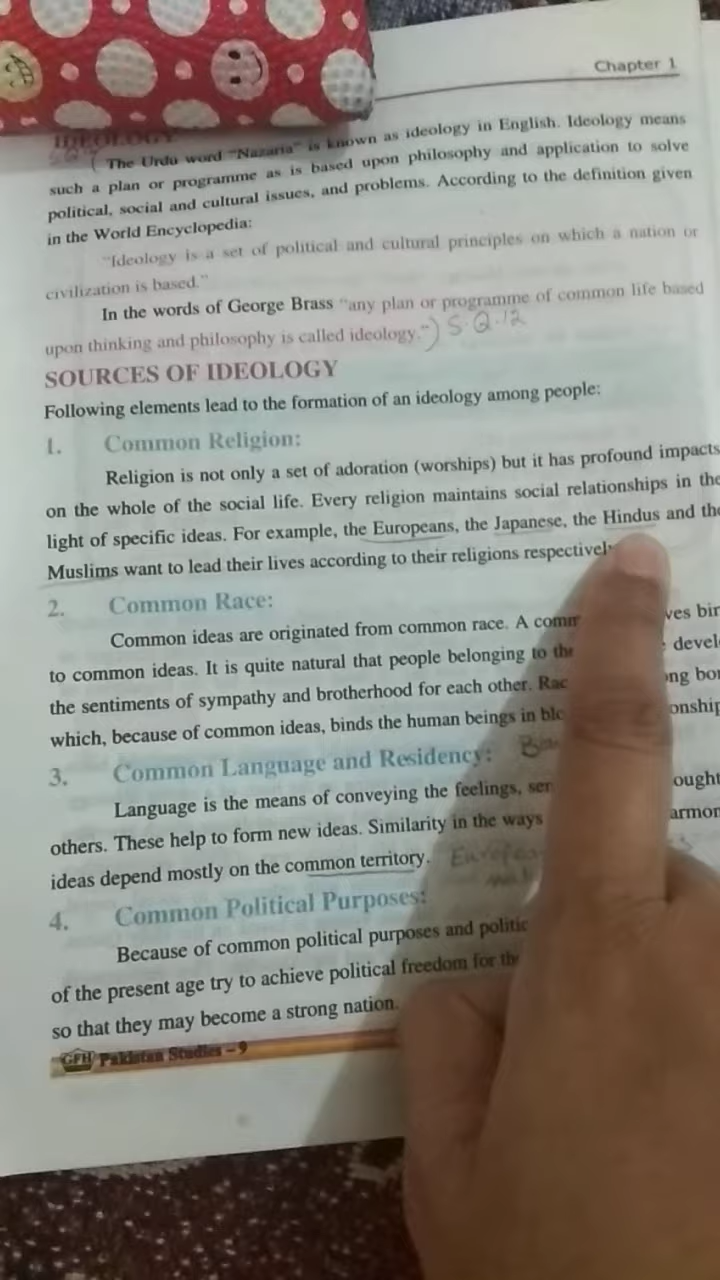 Chapter 1
IDEOLOGY
The Urdu word "Nazaria" is known as ideology in English. Ideology means
such a plan or programme as is based upon philosophy and application to solve
political, social and cultural issues, and problems. According to the definition given
in the World Encyclopedia:
"Ideology is a set of political and cultural principles on which a nation or
civilization is based."
In the words of George Brass "any plan or programme of common life based
upon thinking and philosophy is called ideology.") S.Q.12
SOURCES OF IDEOLOGY
Following elements lead to the formation of an ideology among people:
1. Common Religion:
Religion is not only a set of adoration (worships) but it has profound impacts
on the whole of the social life. Every religion maintains social relationships in the
light of specific ideas. For example, the Europeans, the Japanese, the Hindus and the
Muslims want to lead their lives according to their religions
2. Common Race:
Common ideas are originated from common race. A
to common ideas. It is quite natural that people belonging to
the sentiments of sympathy and brotherhood for each other.
which, because of common ideas, binds the human beings in
3. Common Language and Residency:
Language is the means of conveying the feelings,
others. These help to form new ideas. Similarity in the ways
ideas depend mostly on the common territory.
4. Common Political Purposes:
Because of common political purposes and
of the present age try to achieve political freedom for
so that they may become a strong nation.
GFH Pakistan Studies – 9